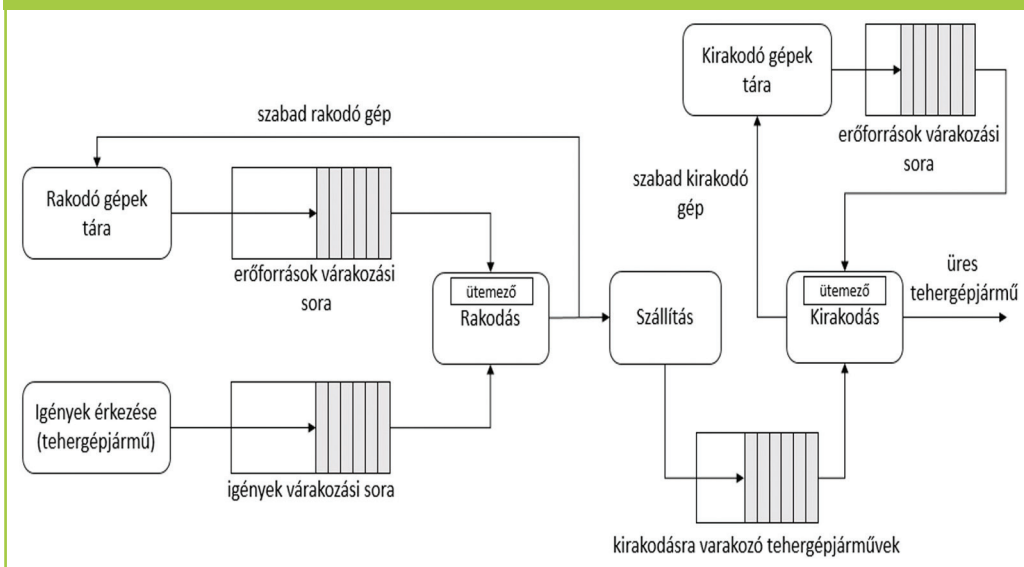 Kirakodó gépek
tára
erőforrások várakozási
sora
szabad rakodó gép
szabad kirakodó
gép
Rakodó gépek
tára
erőforrások várakozási
sora
ütemező
Rakodás
Szállítás
ütemező
Kirakodás
üres
tehergépjármű
Igények érkezése
(tehergépjármű)
igények várakozási sora
kirakodásra varakozó tehergépjárművek